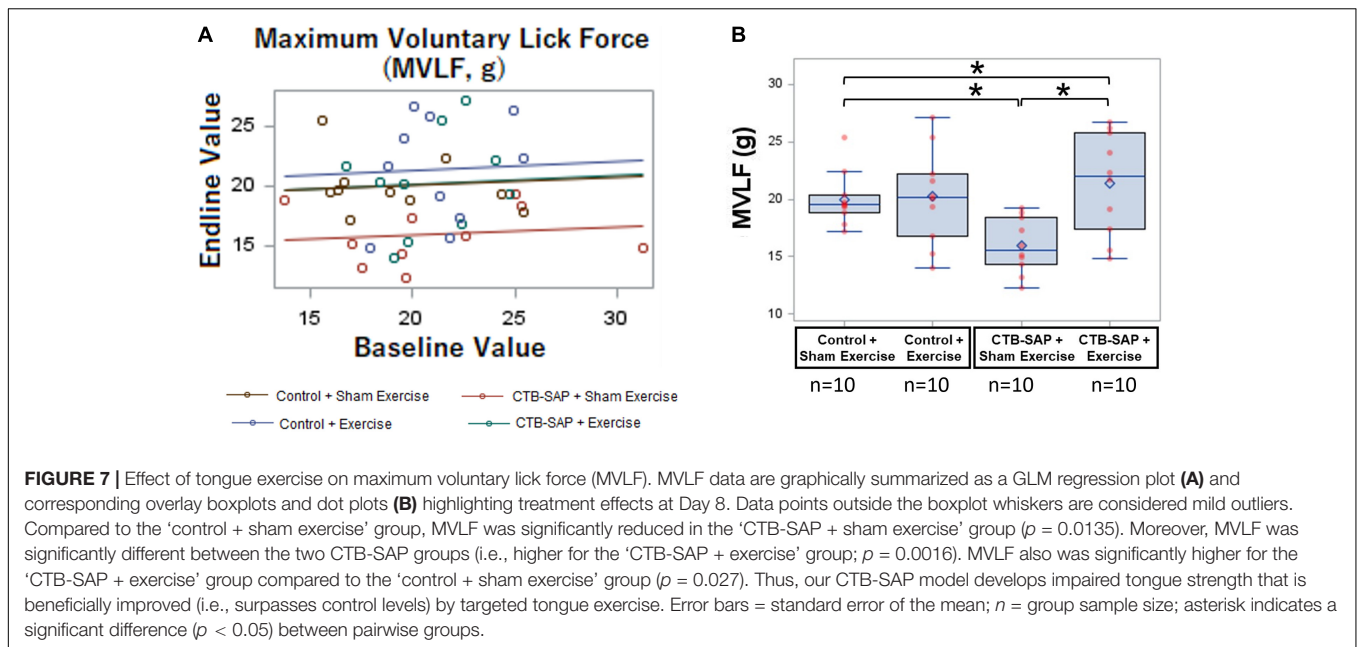 A
Maximum Voluntary Lick Force
(MVLF, g)
Endline Value
25
20
15
15
20
25
30
Baseline Value
Control + Sham Exercise
CTB-SAP + Sham Exercise
Control + Exercise
CTB-SAP + Exercise
B
MVLF (g)
30
25
20
15
10
*
*
*
Control +
Sham Exercise
Control +
Exercise
CTB-SAP +
Sham Exercise
CTB-SAP +
Exercise
n=10
n=10
n=10
n=10
FIGURE 7 | Effect of tongue exercise on maximum voluntary lick force (MVLF). MVLF data are graphically summarized as a GLM regression plot (A) and
corresponding overlay boxplots and dot plots (B) highlighting treatment effects at Day 8. Data points outside the boxplot whiskers are considered mild outliers.
Compared to the ‘control + sham exercise’ group, MVLF was significantly reduced in the ‘CTB-SAP + sham exercise’ group (p = 0.0135). Moreover, MVLF was
significantly different between the two CTB-SAP groups (i.e., higher for the ‘CTB-SAP + exercise’ group; p = 0.0016). MVLF also was significantly higher for the
‘CTB-SAP + exercise’ group compared to the ‘control + sham exercise’ group (p = 0.027). Thus, our CTB-SAP model develops impaired tongue strength that is
beneficially improved (i.e., surpasses control levels) by targeted tongue exercise. Error bars = standard error of the mean; n = group sample size; asterisk indicates a
significant difference (p < 0.05) between pairwise groups.